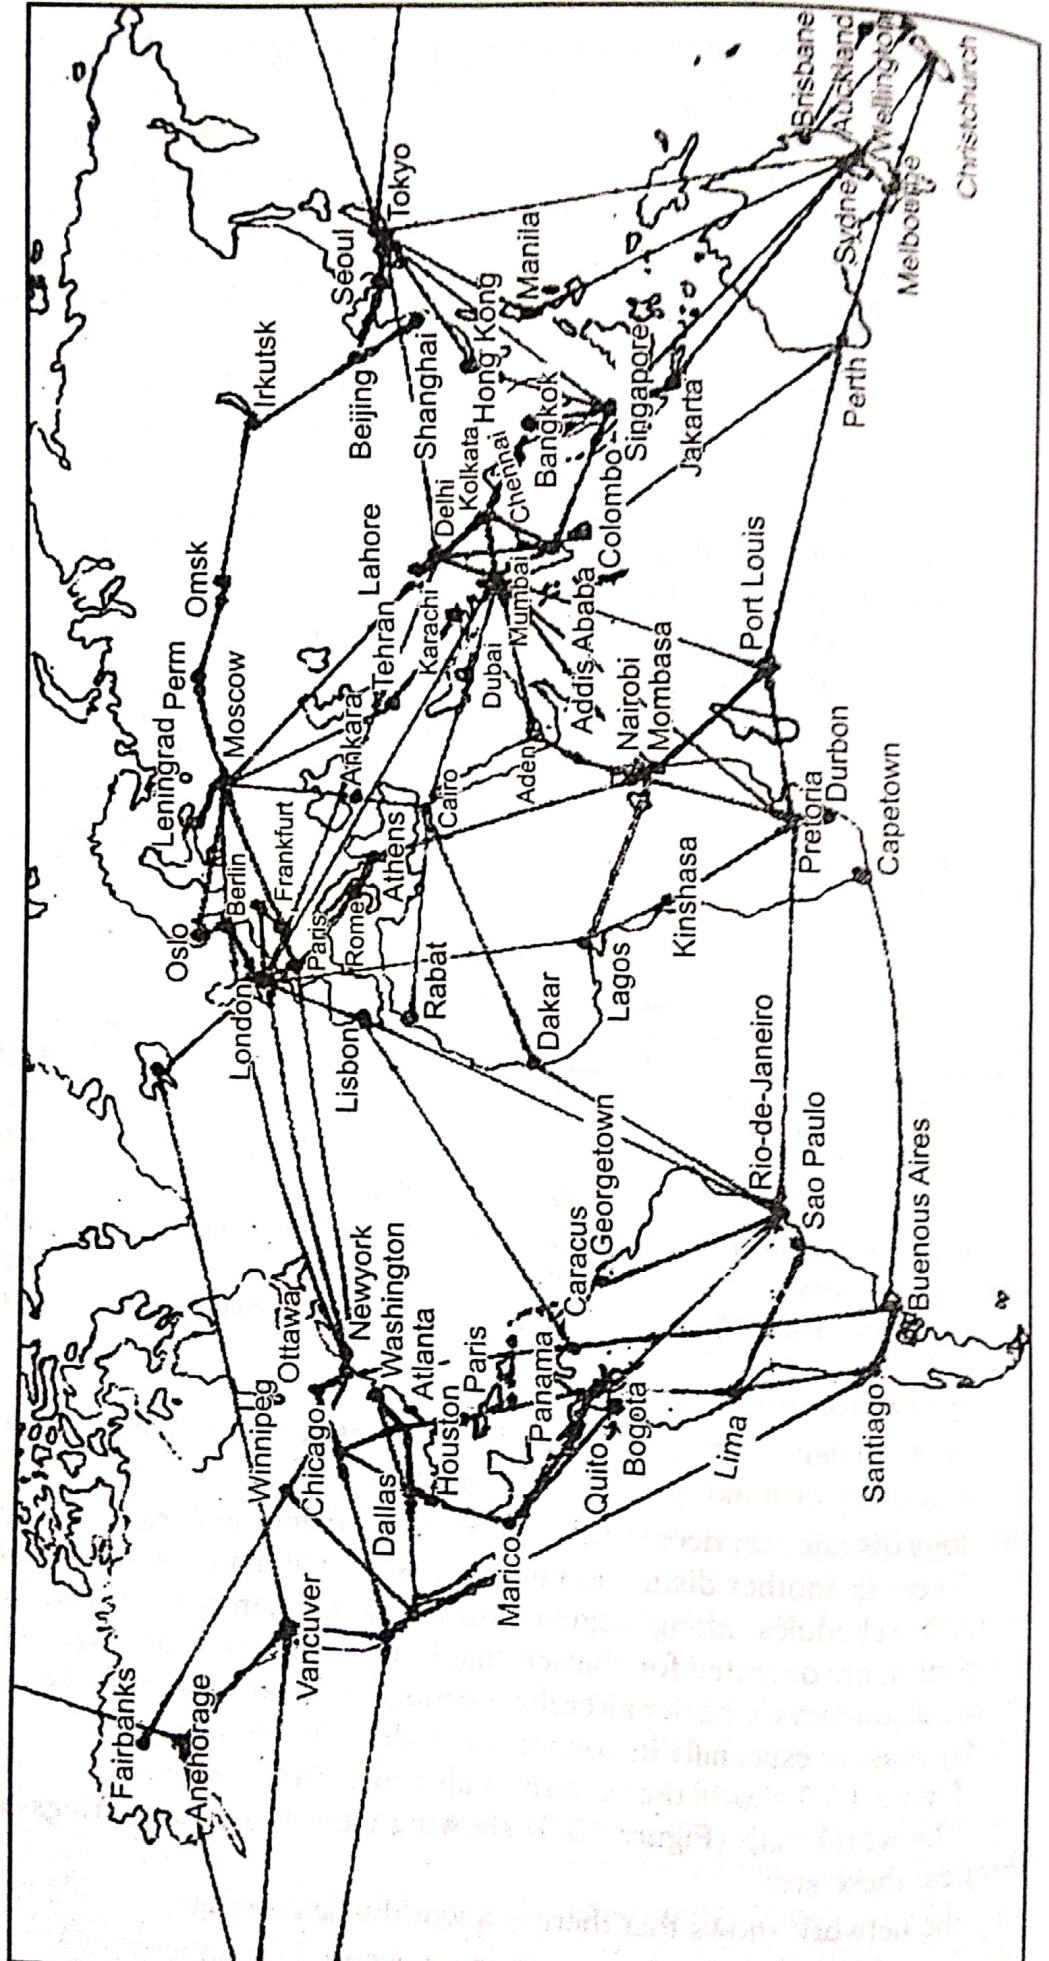 Fairbanks
Anehorage
Vancuver
Winnipeg
Chicago
Ottawa
Newyork
Washington
Atlanta
Houston
Dallas
Marico
Paris
Panama
Quito
Bogota
Caracus
Georgetown
Lima
Santiago
Buenous Aires
Sao Paulo
Rio-de-Janeiro
London
Oslo
Berlin
Frankfurt
Paris
Rome
Lisbon
Rabat
Athens
Leningrad
Moscow
Perm
Omsk
Irkutsk
Ankara
Cairo
Tehran
Dakar
Lagos
Kinshasa
Aden
Addis Ababa
Nairobi
Mombasa
Pretoria
Durbon
Capetown
Port Louis
Dubai
Karachi
Lahore
Delhi
Mumbai
Kolkata
Chennai
Colombo
Beijing
Shanghai
Seoul
Tokyo
Hong Kong
Manila
Bangkok
Singapore
Jakarta
Perth
Sydne
Melbourne
Brisbane
Auckland
Wellington
Christchurch